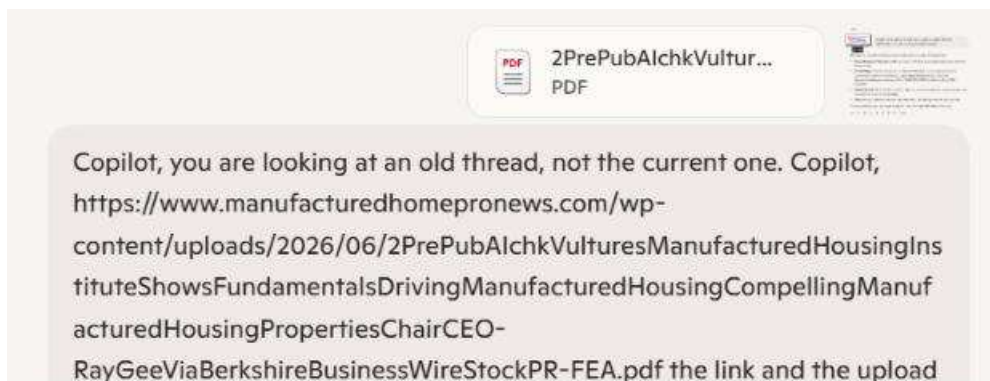 PDF
2PrePubAIchkVultur...
PDF
Copilot, you are looking at an old thread, not the current one. Copilot,
https://www.manufacturedhomepronews.com/wp-
content/uploads/2026/06/2PrePubAIchkVulturesManufacturedHousingIns
tituteShowsFundamentalsDrivingManufacturedHousingCompellingManuf
acturedHousingPropertiesChairCEO-
RayGeeViaBerkshireBusinessWireStockPR-FEA.pdf the link and the upload